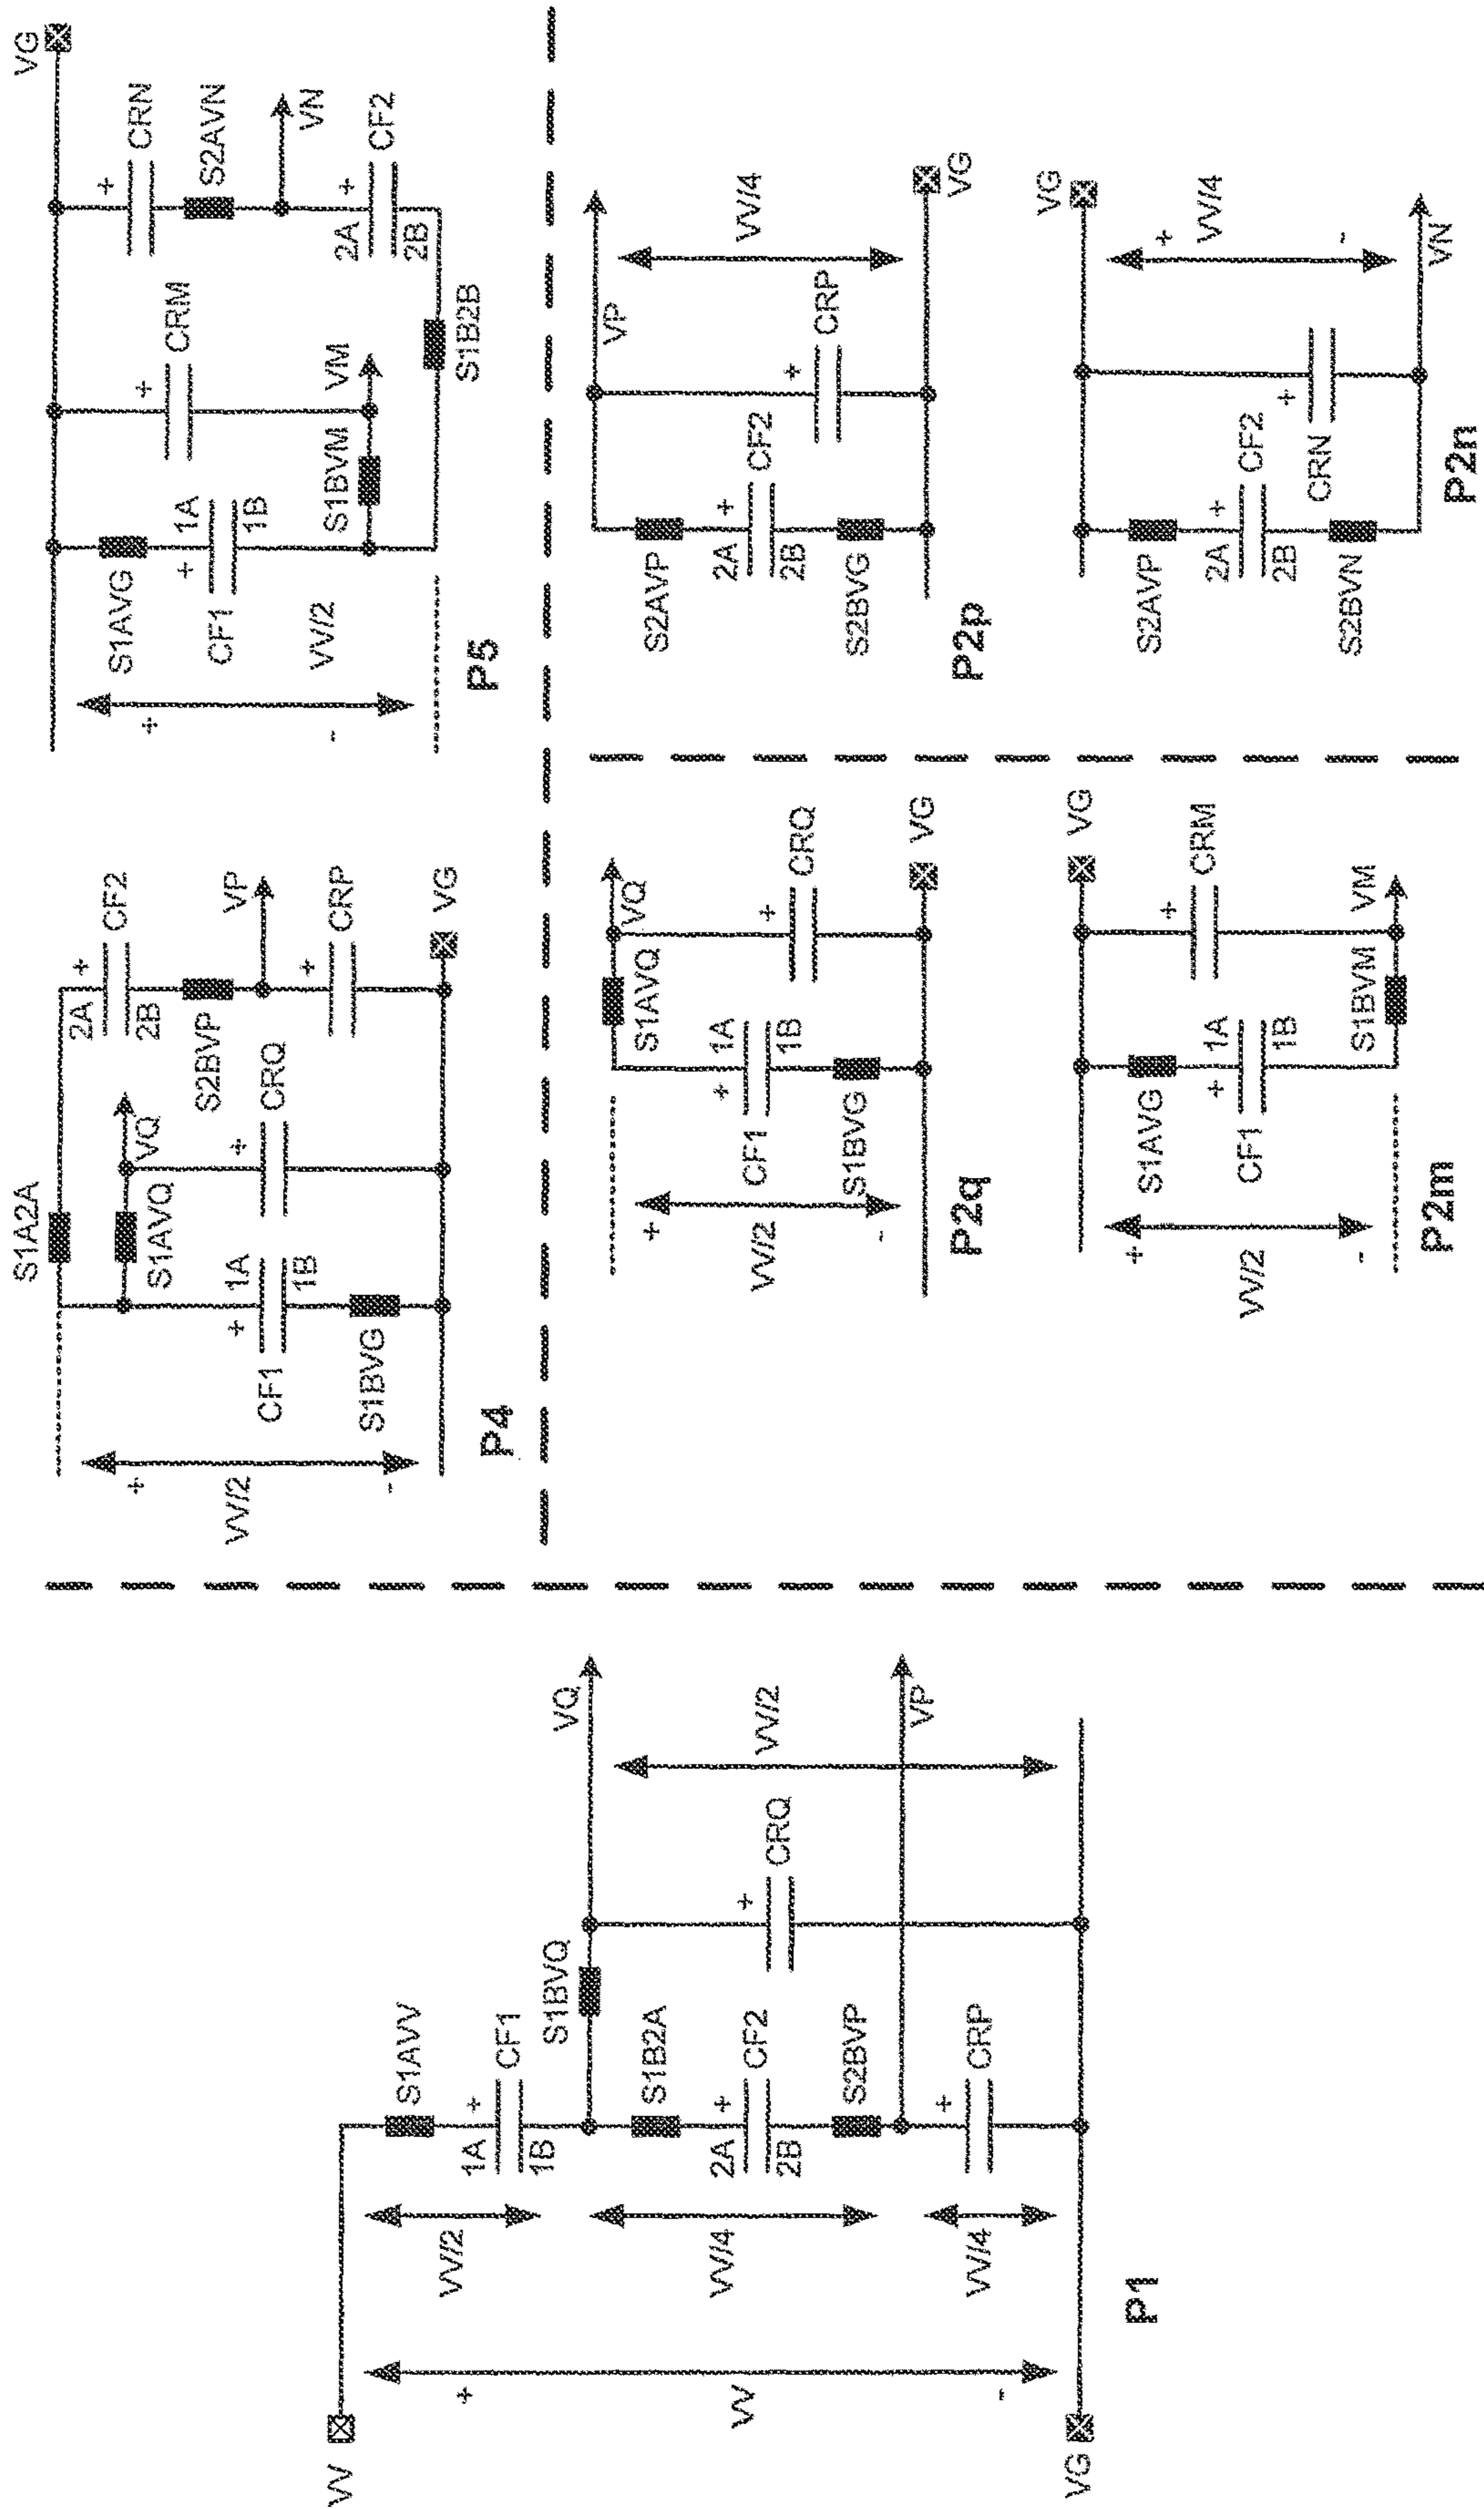 VV
VG
VV
+
-
VV/2
VV/4
VV/4
S1AVV
1A
+
CF1
1B
S1BVQ
S1B2A
2A
+
CF2
2B
S2BVP
+
CRP
+
CRQ
VQ
VV/2
VP
P1
VV/2
+
-
S1A2A
S1AVQ
VQ
+
1A
1B
CF1
S1BVG
+
CRQ
2A
+
CF2
2B
S2BVP
VP
+
CRP
VG
P4
+
-
VV/2
S1AVG
+
1A
1B
CF1
S1BVM
VM
+
CRM
VG
+
CRN
S2AVN
VN
2A
+
CF2
2B
S1B2B
P5
+
-
VV/2
S1AVQ
VQ
+
1A
1B
CF1
S1BVG
+
CRQ
VG
P2q
S2AVP
2A
+
CF2
2B
S2BVG
VP
+
CRP
VV/4
VG
P2p
+
-
VV/2
S1AVG
+
1A
1B
CF1
S1BVM
VM
+
CRM
VG
P2m
S2AVP
2A
+
CF2
2B
S2BVN
+
CRN
VG
+
VV/4
-
VN
P2n